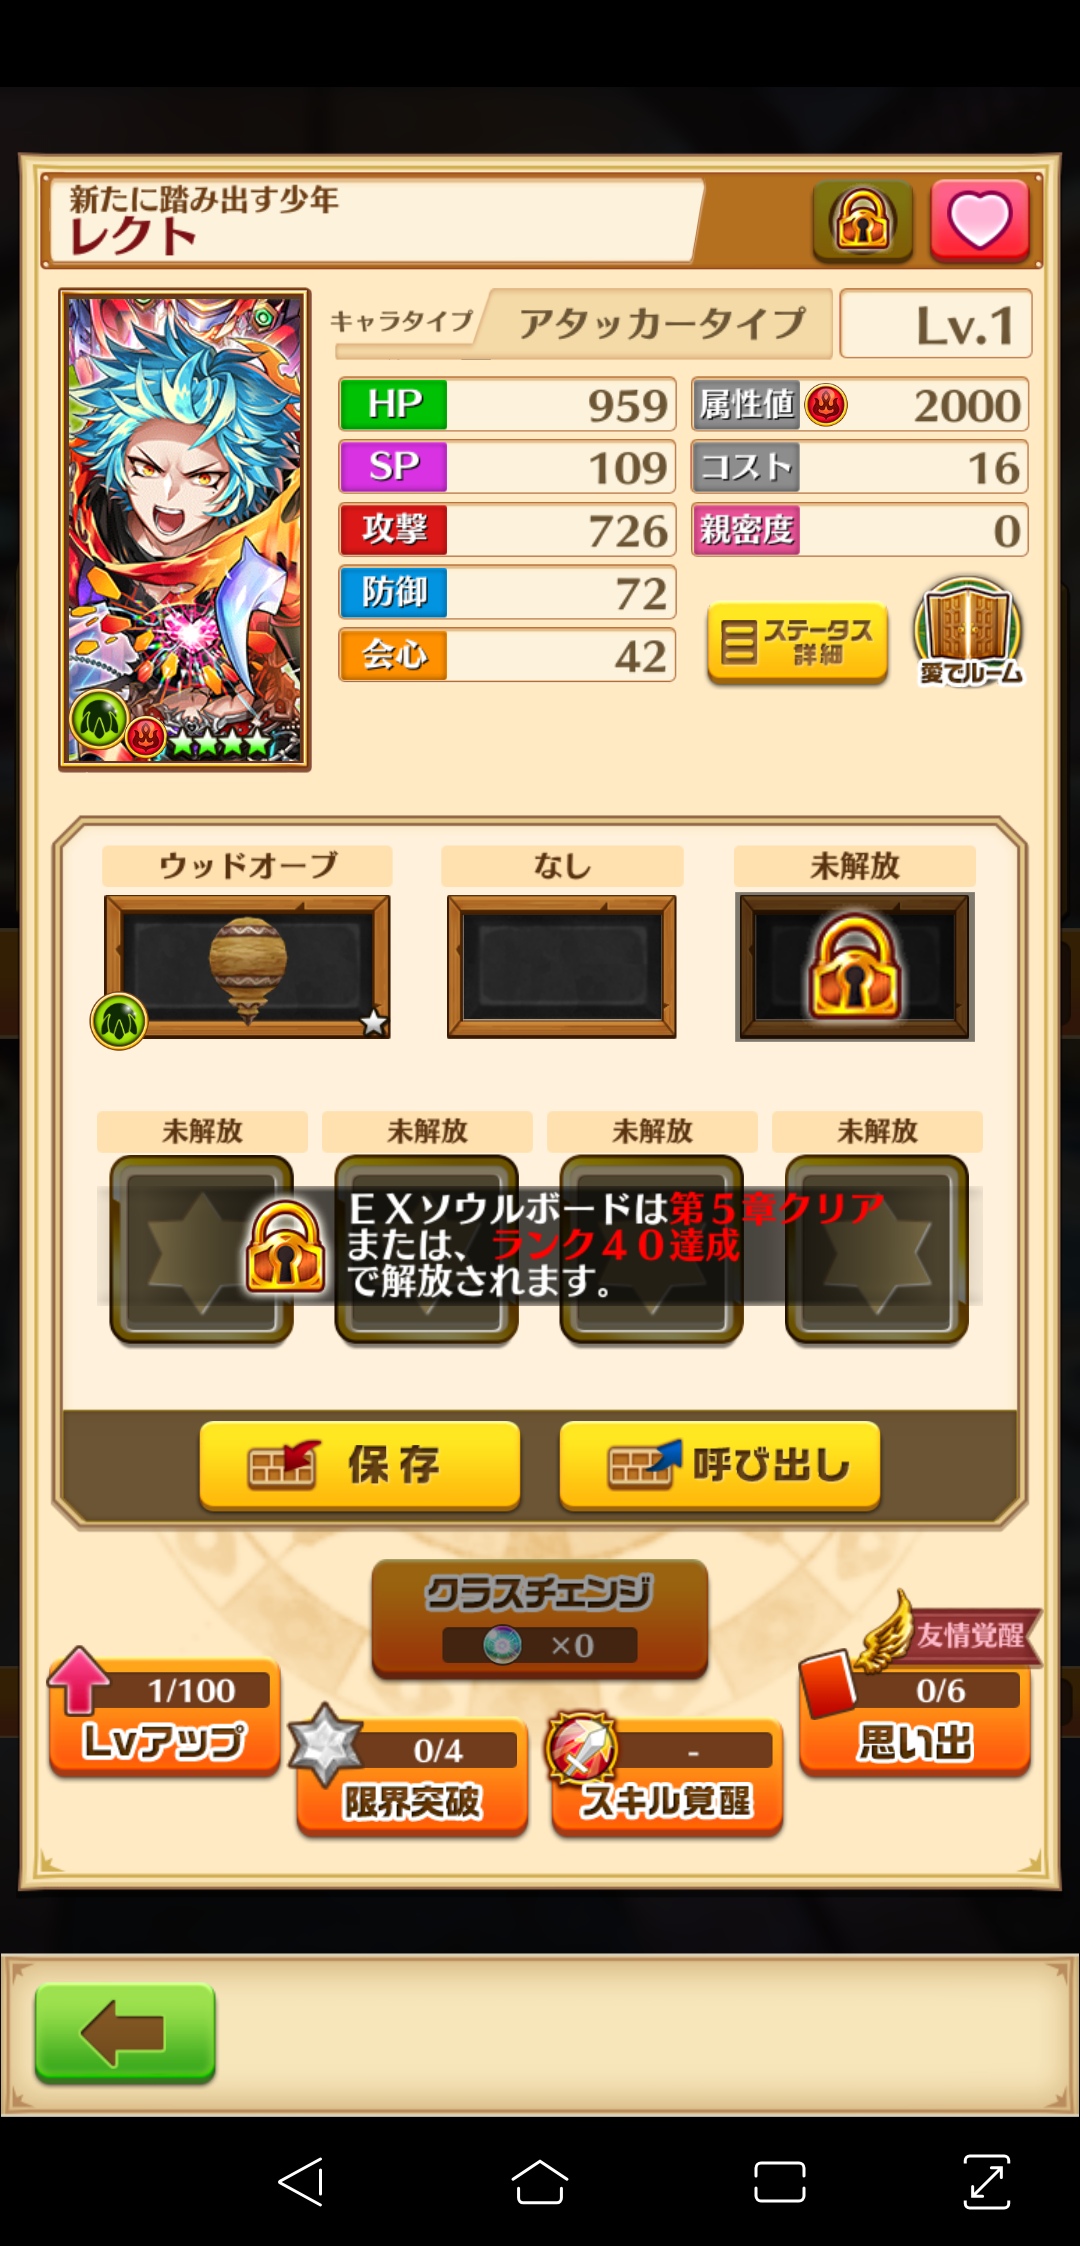 新たに踏み出す少年
レクト
キャラタイプ
アタッカータイプ
Lv.1
HP 959
属性値 2000
SP 109
コスト 16
攻撃 726
親密度 0
防御 72
会心 42
ステータス
詳細
愛でルーム
ウッドオーブ
なし
未解放
未解放
未解放
未解放
未解放
EXソウルボードは第5章クリア
または、ランク40達成
で解放されます。
保存
呼び出し
クラスチェンジ
×0
友情覚醒
1/100
Lvアップ
0/6
思い出
0/4
限界突破
-
スキル覚醒